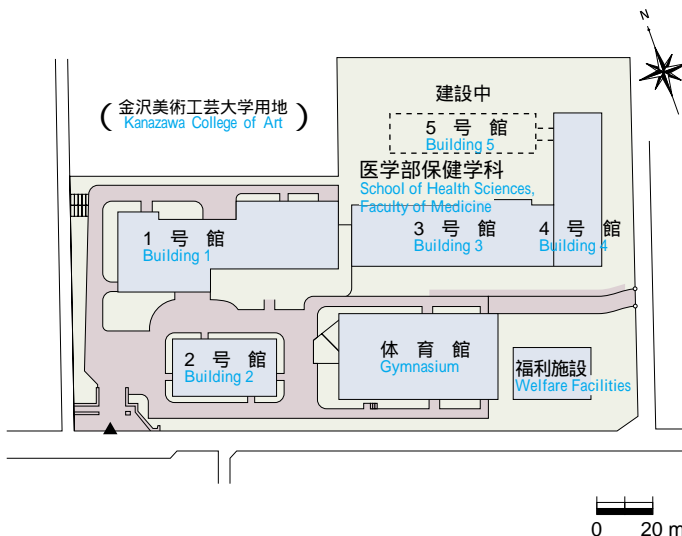 N
建設中
(金沢美術工芸大学用地)
Kanazawa College of Art
5 号 館
Building 5
医学部保健学科
School of Health Sciences,
Faculty of Medicine
1 号 館
Building 1
3 号 館
Building 3
4 号 館
Building 4
2 号 館
Building 2
体 育 館
Gymnasium
福利施設
Welfare Facilities
0 20 m